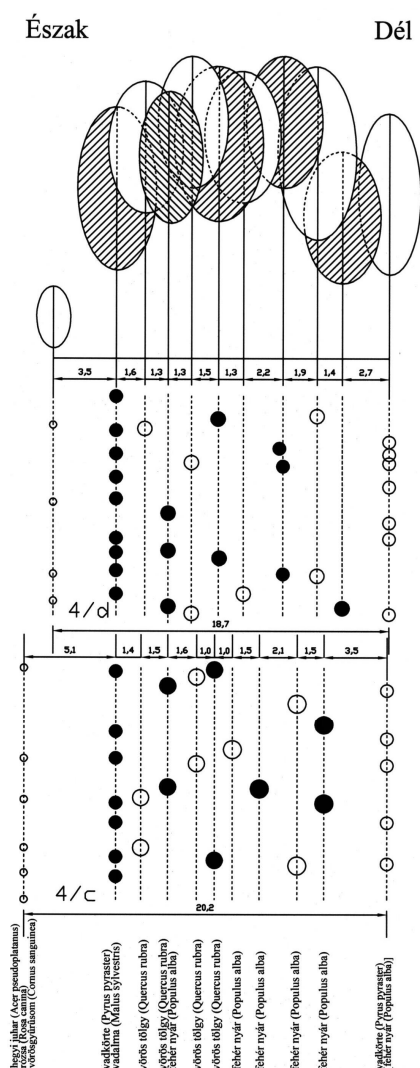 Észak
Dél
3,5 1,6 1,3 1,3 1,5 1,3 2,2 1,9 1,4 2,7
4/d
18,7
5,1 1,4 1,5 1,6 1,0 1,0 1,5 2,1 1,5 3,5
4/c
20,2
hegyi juhar (Acer pseudoplatanus)
rózsa (Rosa canina)
vörösgyűrűsom (Cornus sanguinea)
vadkörte (Pyrus pyraster)
vadalma (Malus sylvestris)
vörös tölgy (Quercus rubra)
vörös tölgy (Quercus rubra)
fehér nyár (Populus alba)
vörös tölgy (Quercus rubra)
vörös tölgy (Quercus rubra)
fehér nyár (Populus alba)
fehér nyár (Populus alba)
fehér nyár (Populus alba)
fehér nyár (Populus alba)
fehér nyár (Populus alba)
vadkörte (Pyrus pyraster)
fehér nyár (Populus alba)]